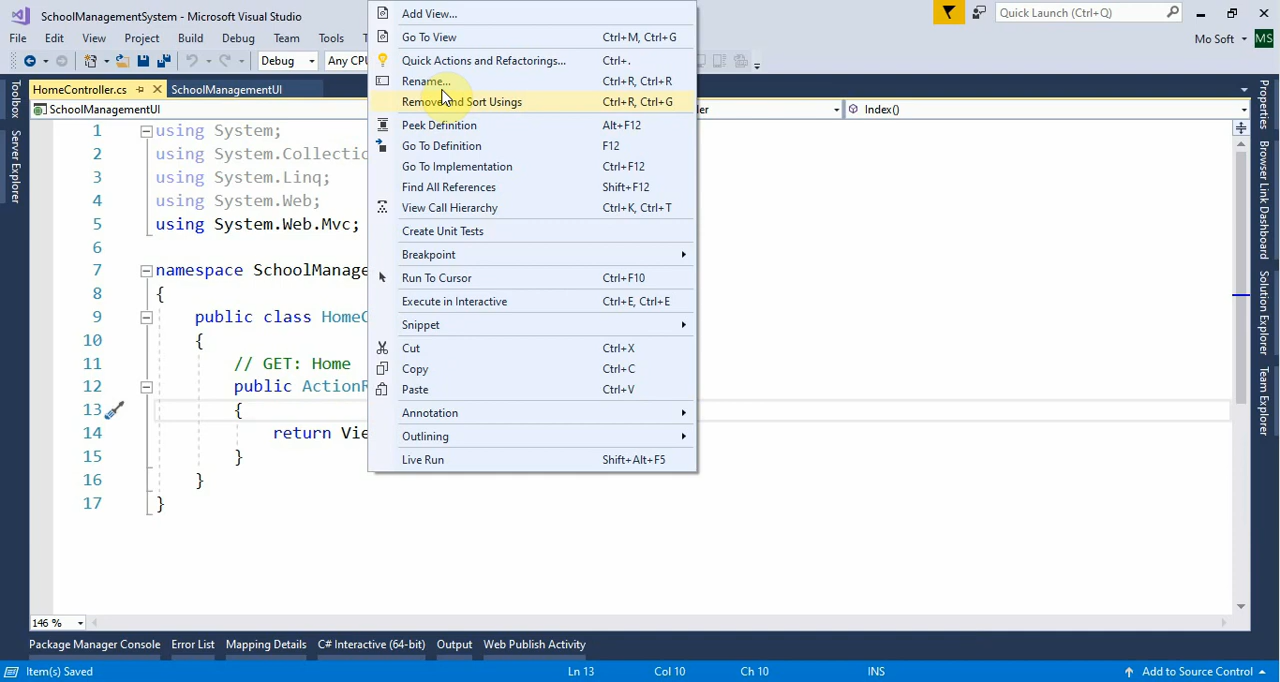 SchoolManagementSystem - Microsoft Visual Studio
Quick Launch (Ctrl+Q)
File Edit View Project Build Debug Team Tools
Mo Soft MS
Debug Any CPU
HomeController.cs SchoolManagementUI
SchoolManagementUI
Index()
Toolbox
Server Explorer
Properties
Browser Link Dashboard
Solution Explorer
Team Explorer
1 using System;
2 using System.Collectio
3 using System.Linq;
4 using System.Web;
5 using System.Web.Mvc;
6
7 namespace SchoolManage
8 {
9 public class HomeC
10 {
11 // GET: Home
12 public ActionR
13 {
14 return Vie
15 }
16 }
17 }
Add View...
Go To View Ctrl+M, Ctrl+G
Quick Actions and Refactorings... Ctrl+.
Rename... Ctrl+R, Ctrl+R
Remove and Sort Usings Ctrl+R, Ctrl+G
Peek Definition Alt+F12
Go To Definition F12
Go To Implementation Ctrl+F12
Find All References Shift+F12
View Call Hierarchy Ctrl+K, Ctrl+T
Create Unit Tests
Breakpoint
Run To Cursor Ctrl+F10
Execute in Interactive Ctrl+E, Ctrl+E
Snippet
Cut Ctrl+X
Copy Ctrl+C
Paste Ctrl+V
Annotation
Outlining
Live Run Shift+Alt+F5
146 %
Package Manager Console Error List Mapping Details C# Interactive (64-bit) Output Web Publish Activity
Item(s) Saved Ln 13 Col 10 Ch 10 INS Add to Source Control